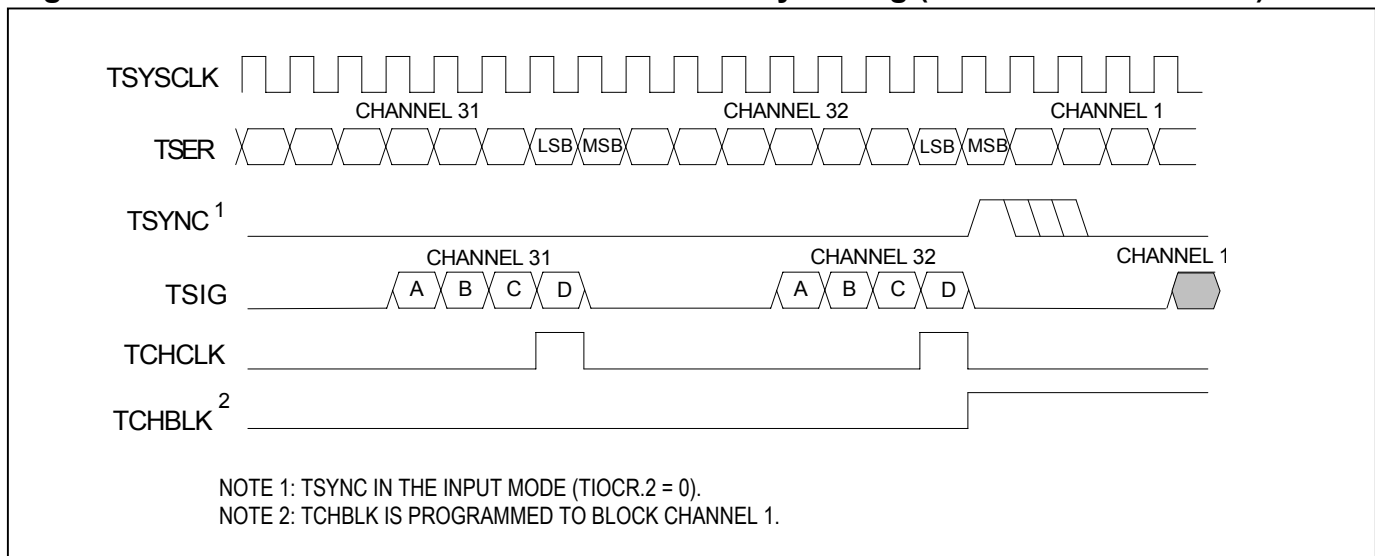 TSYSCLK
CHANNEL 31 CHANNEL 32 CHANNEL 1
TSER LSB MSB LSB MSB
TSYNC 1
CHANNEL 31 CHANNEL 32 CHANNEL 1
TSIG A B C D A B C D
TCHCLK
TCHBLK 2
NOTE 1: TSYNC IN THE INPUT MODE (TIOCR.2 = 0).
NOTE 2: TCHBLK IS PROGRAMMED TO BLOCK CHANNEL 1.